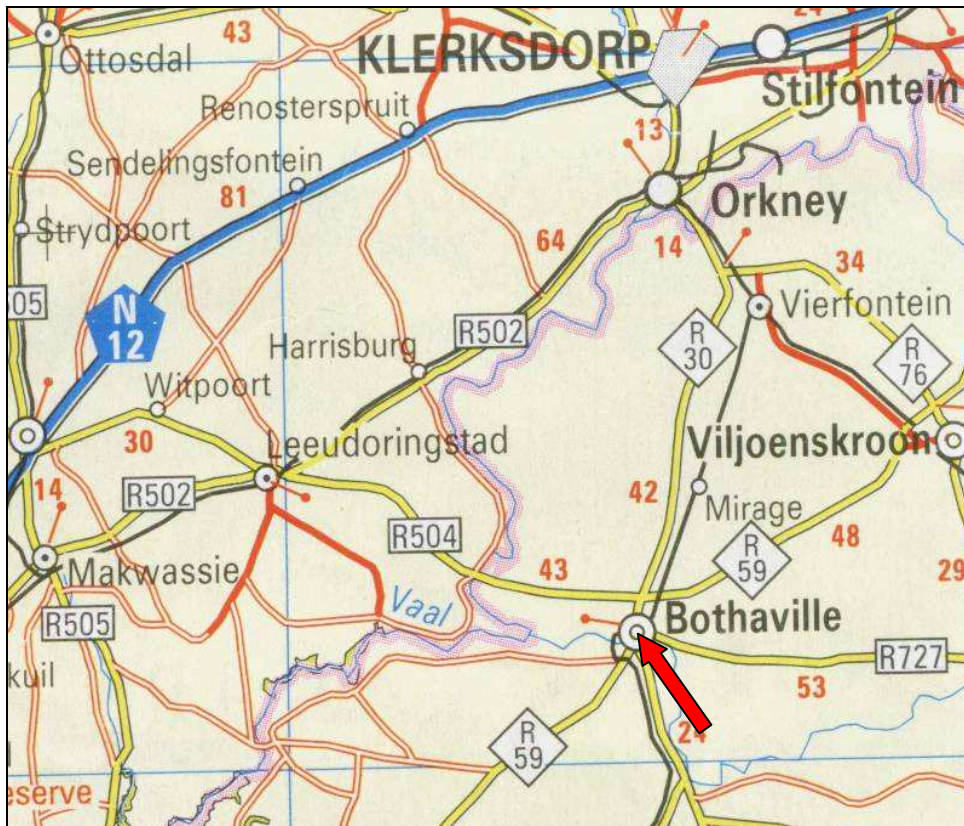 43
24
Ottosdal
KLERKSDORP
Stilfontein
Renosterspruit
13
Sendelingsfontein
81
Orkney
Strydpoort
64
14
34
505
N
12
R502
Vierfontein
Harrisburg
R
30
R
76
Witpoort
30
Leeudoringstad
Viljoenskroon
14
R502
42
Mirage
R504
48
R
59
43
29
Makwassie
Vaal
R505
Bothaville
kuil
R727
53
24
R
59
eserve